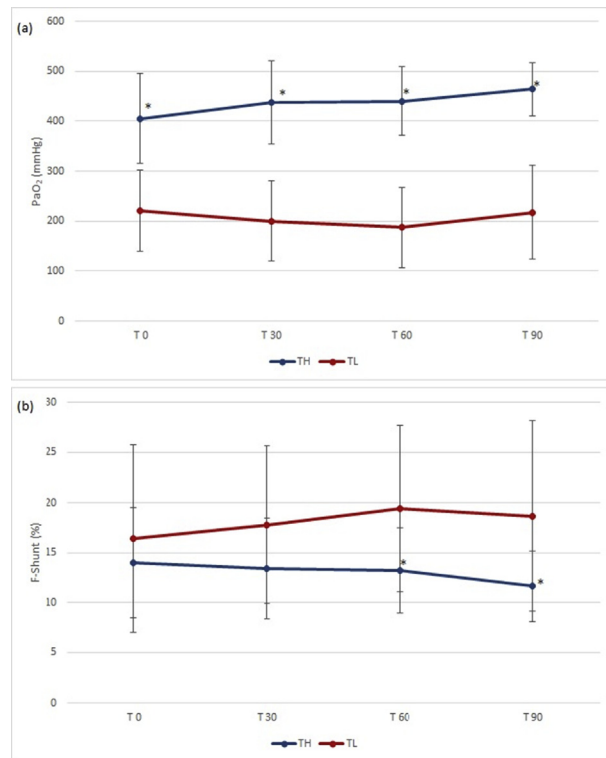 (a)
600
500
400
300
200
100
0
PaO₂ (mmHg)
*
*
*
*
T 0
T 30
T 60
T 90
TH
TL
(b)
30
25
20
15
10
5
0
F-Shunt (%)
*
*
T 0
T 30
T 60
T 90
TH
TL